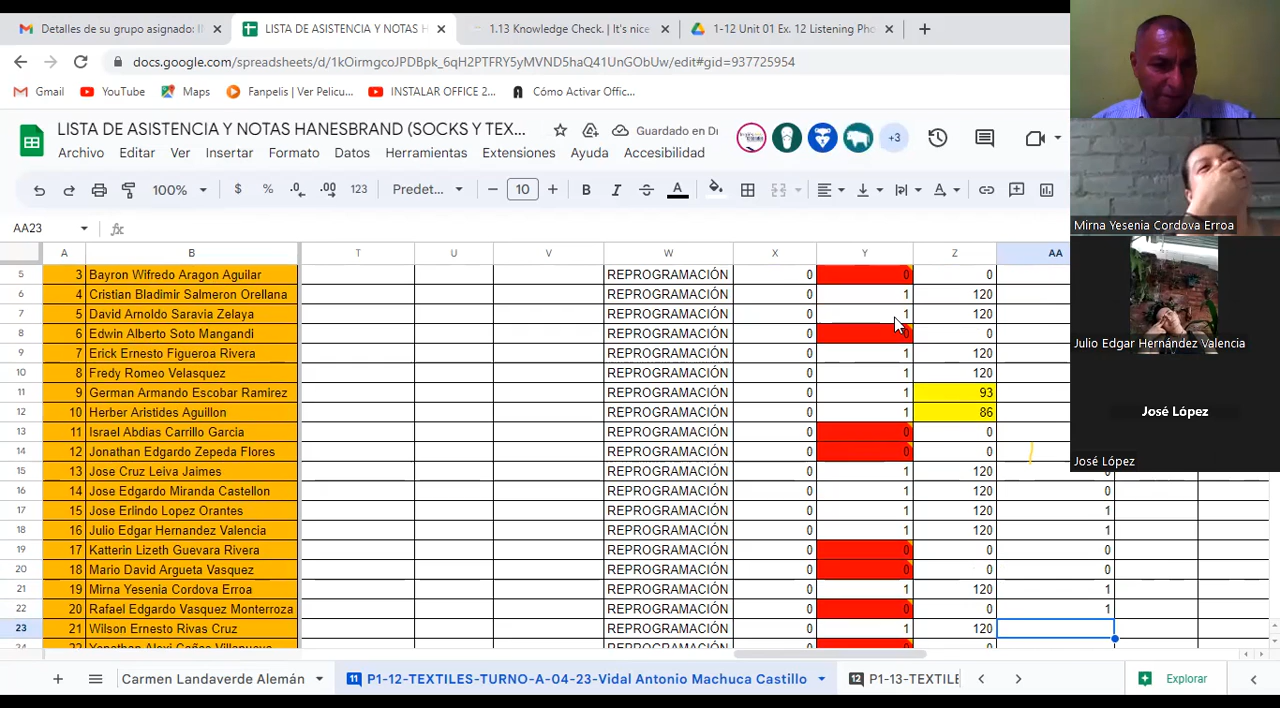 Detalles de su grupo asignado: I
LISTA DE ASISTENCIA Y NOTAS H
1.13 Knowledge Check. | It's nice
1-12 Unit 01 Ex. 12 Listening Pho
docs.google.com/spreadsheets/d/1kOirmgcoJPDBpk_6qH2PTFRY5yMVND5haQ41UnGObUw/edit#gid=937725954
Gmail YouTube Maps Fanpelis | Ver Pelicu... INSTALAR OFFICE 2... Cómo Activar Offic...
LISTA DE ASISTENCIA Y NOTAS HANESBRAND (SOCKS Y TEX... Guardado en Dr
Archivo Editar Ver Insertar Formato Datos Herramientas Extensiones Ayuda Accesibilidad
+3
100% $ % .0 .00 123 Predet... 10 B I A
AA23 fx
A B T U V W X Y Z AA
5 3 Bayron Wifredo Aragon Aguilar REPROGRAMACIÓN 0 0 0
6 4 Cristian Bladimir Salmeron Orellana REPROGRAMACIÓN 0 1 120
7 5 David Arnoldo Saravia Zelaya REPROGRAMACIÓN 0 1 120
8 6 Edwin Alberto Soto Mangandi REPROGRAMACIÓN 0 0 0
9 7 Erick Ernesto Figueroa Rivera REPROGRAMACIÓN 0 1 120
10 8 Fredy Romeo Velasquez REPROGRAMACIÓN 0 1 120
11 9 German Armando Escobar Ramirez REPROGRAMACIÓN 0 1 93
12 10 Herber Aristides Aguillon REPROGRAMACIÓN 0 1 86
13 11 Israel Abdias Carrillo Garcia REPROGRAMACIÓN 0 0 0
14 12 Jonathan Edgardo Zepeda Flores REPROGRAMACIÓN 0 0 0
15 13 Jose Cruz Leiva Jaimes REPROGRAMACIÓN 0 1 120 0
16 14 Jose Edgardo Miranda Castellon REPROGRAMACIÓN 0 1 120 0
17 15 Jose Erlindo Lopez Orantes REPROGRAMACIÓN 0 1 120 1
18 16 Julio Edgar Hernandez Valencia REPROGRAMACIÓN 0 1 120 1
19 17 Katterin Lizeth Guevara Rivera REPROGRAMACIÓN 0 0 0 0
20 18 Mario David Argueta Vasquez REPROGRAMACIÓN 0 0 0 0
21 19 Mirna Yesenia Cordova Erroa REPROGRAMACIÓN 0 1 120 1
22 20 Rafael Edgardo Vasquez Monterroza REPROGRAMACIÓN 0 0 0 1
23 21 Wilson Ernesto Rivas Cruz REPROGRAMACIÓN 0 1 120
Carmen Landaverde Alemán 11 P1-12-TEXTILES-TURNO-A-04-23-Vidal Antonio Machuca Castillo 12 P1-13-TEXTILE Explorar
Mirna Yesenia Cordova Erroa
Julio Edgar Hernández Valencia
José López
José López